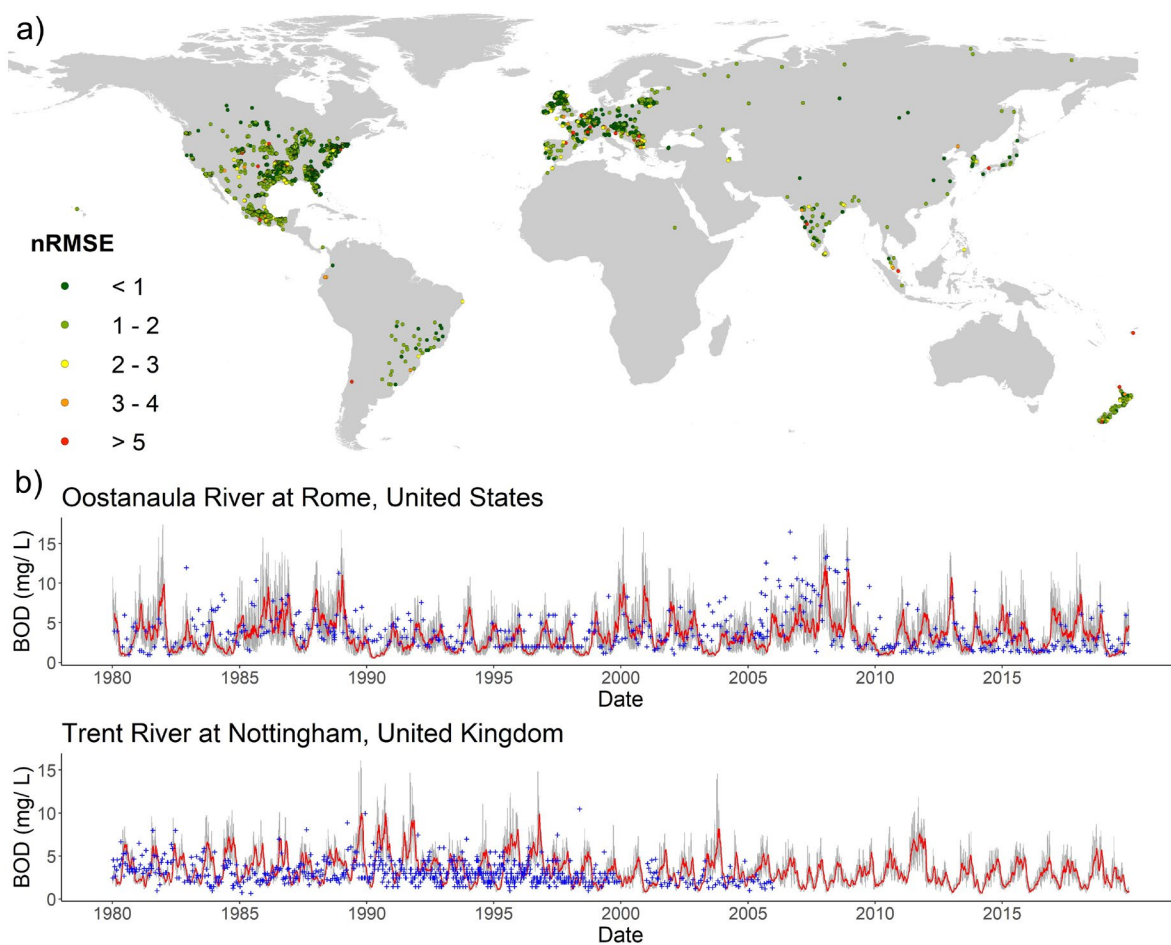 a)
nRMSE
< 1
1 - 2
2 - 3
3 - 4
> 5
b)
Oostanaula River at Rome, United States
BOD (mg/ L)
15
10
5
0
1980 1985 1990 1995 2000 2005 2010 2015
Date
Trent River at Nottingham, United Kingdom
BOD (mg/ L)
15
10
5
0
1980 1985 1990 1995 2000 2005 2010 2015
Date